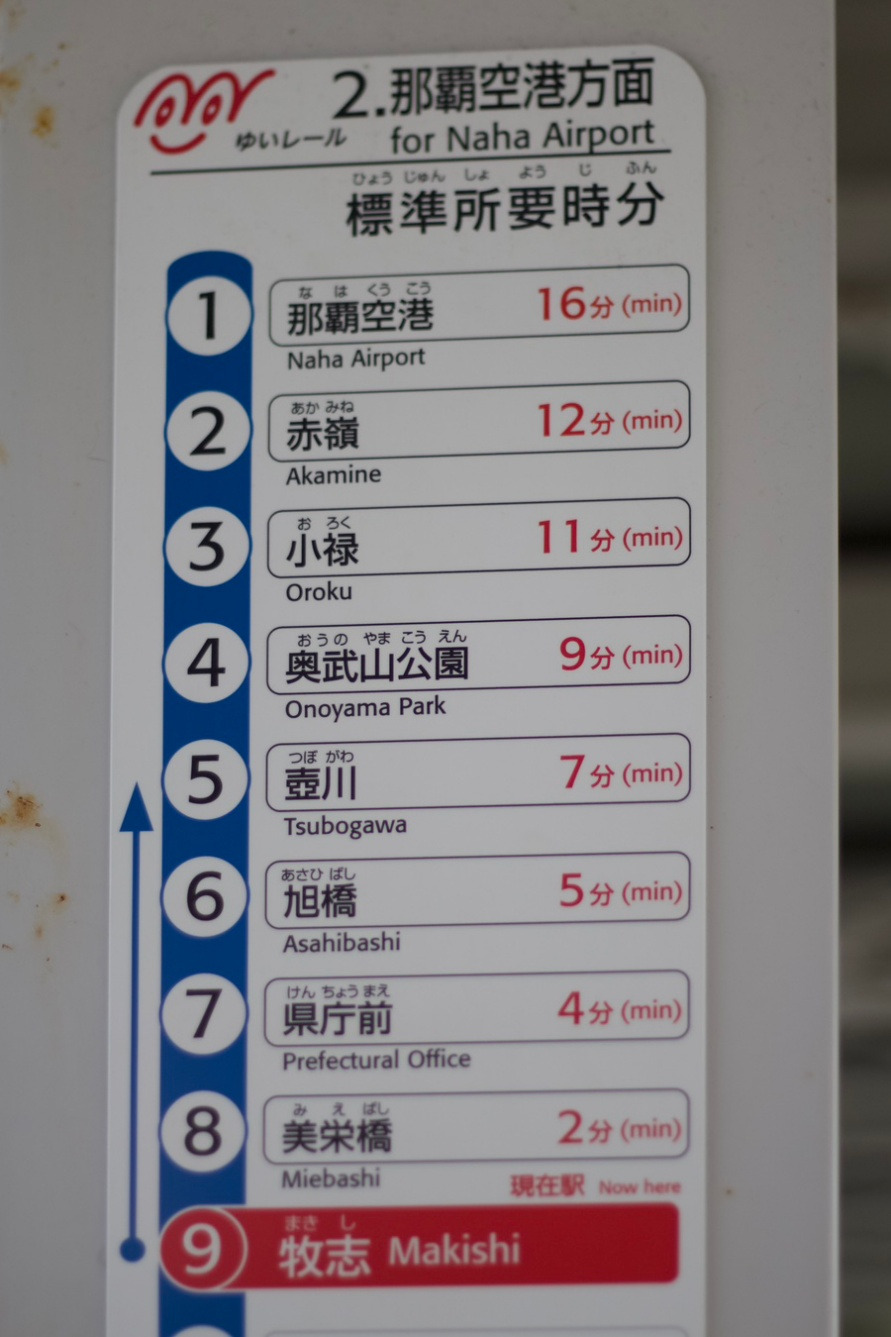 2.那覇空港方面
ゆいレール for Naha Airport
ひょう じゅん しょ よう じ ふん
標準所要時分
な は くう こう
1 那覇空港 16分(min)
Naha Airport
あか みね
2 赤嶺 12分(min)
Akamine
お ろく
3 小禄 11分(min)
Oroku
おうの やま こう えん
4 奥武山公園 9分(min)
Onoyama Park
つぼ がわ
5 壺川 7分(min)
Tsubogawa
あさひ ばし
6 旭橋 5分(min)
Asahibashi
けん ちょう まえ
7 県庁前 4分(min)
Prefectural Office
み え ばし
8 美栄橋 2分(min)
Miebashi
現在駅 Now here
まき し
9 牧志 Makishi